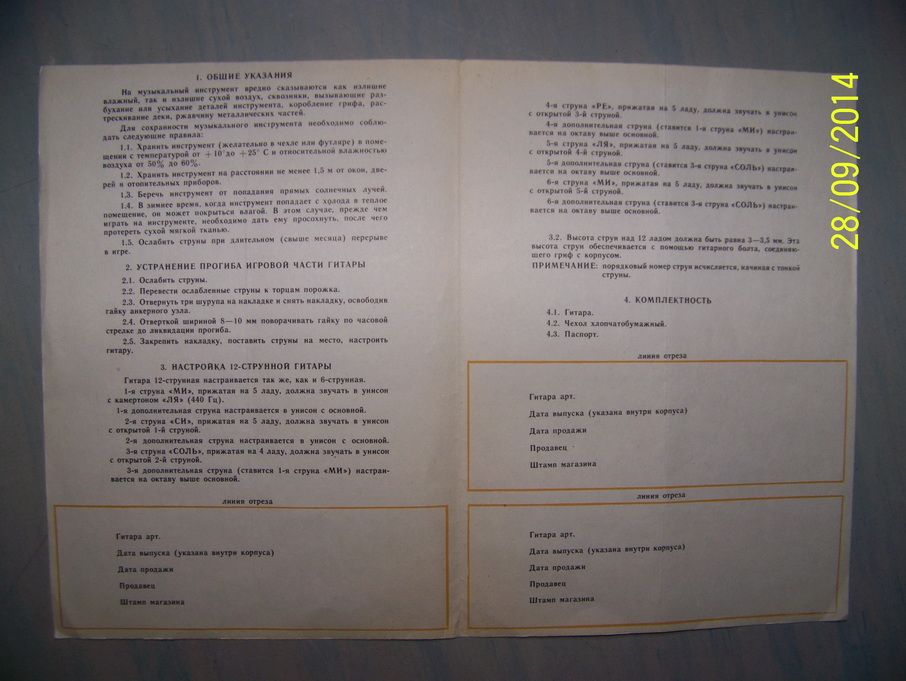 1. ОБЩИЕ УКАЗАНИЯ
На музыкальный инструмент вредно сказываются как излишне
влажный, так и излишне сухой воздух, сквозняки, вызывающие раз-
бухание или усыхание деталей инструмента, коробление грифа, рас-
трескивание деки, ржавчину металлических частей.
Для сохранности музыкального инструмента необходимо соблю-
дать следующие правила:
1.1. Хранить инструмент (желательно в чехле или футляре) в поме-
щении с температурой от +10° до +25° С и относительной влажностью
воздуха от 50% до 60%.
1.2. Хранить инструмент на расстоянии не менее 1,5 м от окон, две-
рей и отопительных приборов.
1.3. Беречь инструмент от попадания прямых солнечных лучей.
1.4. В зимнее время, когда инструмент попадает с холода в теплое
помещение, он может покрыться влагой. В этом случае, прежде чем
играть на инструменте, необходимо дать ему просохнуть, после чего
протереть сухой мягкой тканью.
1.5. Ослабить струны при длительном (свыше месяца) перерыве
в игре.
2. УСТРАНЕНИЕ ПРОГИБА ИГРОВОЙ ЧАСТИ ГИТАРЫ
2.1. Ослабить струны.
2.2. Перевести ослабленные струны к торцам порожка.
2.3. Отвернуть три шурупа на накладке и снять накладку, освободив
гайку анкерного узла.
2.4. Отверткой шириной 8—10 мм поворачивать гайку по часовой
стрелке до ликвидации прогиба.
2.5. Закрепить накладку, поставить струны на место, настроить
гитару.
3. НАСТРОЙКА 12-СТРУННОЙ ГИТАРЫ
Гитара 12-струнная настраивается так же, как и 6-струнная.
1-я струна «МИ», прижатая на 5 ладу, должна звучать в унисон
с камертоном «ЛЯ» (440 Гц).
1-я дополнительная струна настраивается в унисон с основной.
2-я струна «СИ», прижатая на 5 ладу, должна звучать в унисон
с открытой 1-й струной.
2-я дополнительная струна настраивается в унисон с основной.
3-я струна «СОЛЬ», прижатая на 4 ладу, должна звучать в унисон
с открытой 2-й струной.
3-я дополнительная струна (ставится 1-я струна «МИ») настраи-
вается на октаву выше основной.
линия отреза
Гитара арт.
Дата выпуска (указана внутри корпуса)
Дата продажи
Продавец
Штамп магазина
4-я струна «РЕ», прижатая на 5 ладу, должна звучать в унисон
с открытой 3-й струной.
4-я дополнительная струна (ставится 1-я струна «МИ») настраи-
вается на октаву выше основной.
5-я струна «ЛЯ», прижатая на 5 ладу, должна звучать в унисон
с открытой 4-й струной.
5-я дополнительная струна (ставится 3-я струна «СОЛЬ») настраи-
вается на октаву выше основной.
6-я струна «МИ», прижатая на 5 ладу, должна звучать в унисон
с открытой 5-й струной.
6-я дополнительная струна (ставится 3-я струна «СОЛЬ») настраи-
вается на октаву выше основной.
3.2. Высота струн над 12 ладом должна быть равна 3—3,5 мм. Эта
высота струн обеспечивается с помощью гитарного болта, соединяю-
щего гриф с корпусом.
ПРИМЕЧАНИЕ: порядковый номер струн исчисляется, начиная с тонкой
струны.
4. КОМПЛЕКТНОСТЬ
4.1. Гитара.
4.2. Чехол хлопчатобумажный.
4.3. Паспорт.
линия отреза
Гитара арт.
Дата выпуска (указана внутри корпуса)
Дата продажи
Продавец
Штамп магазина
линия отреза
Гитара арт.
Дата выпуска (указана внутри корпуса)
Дата продажи
Продавец
Штамп магазина
28/09/2014